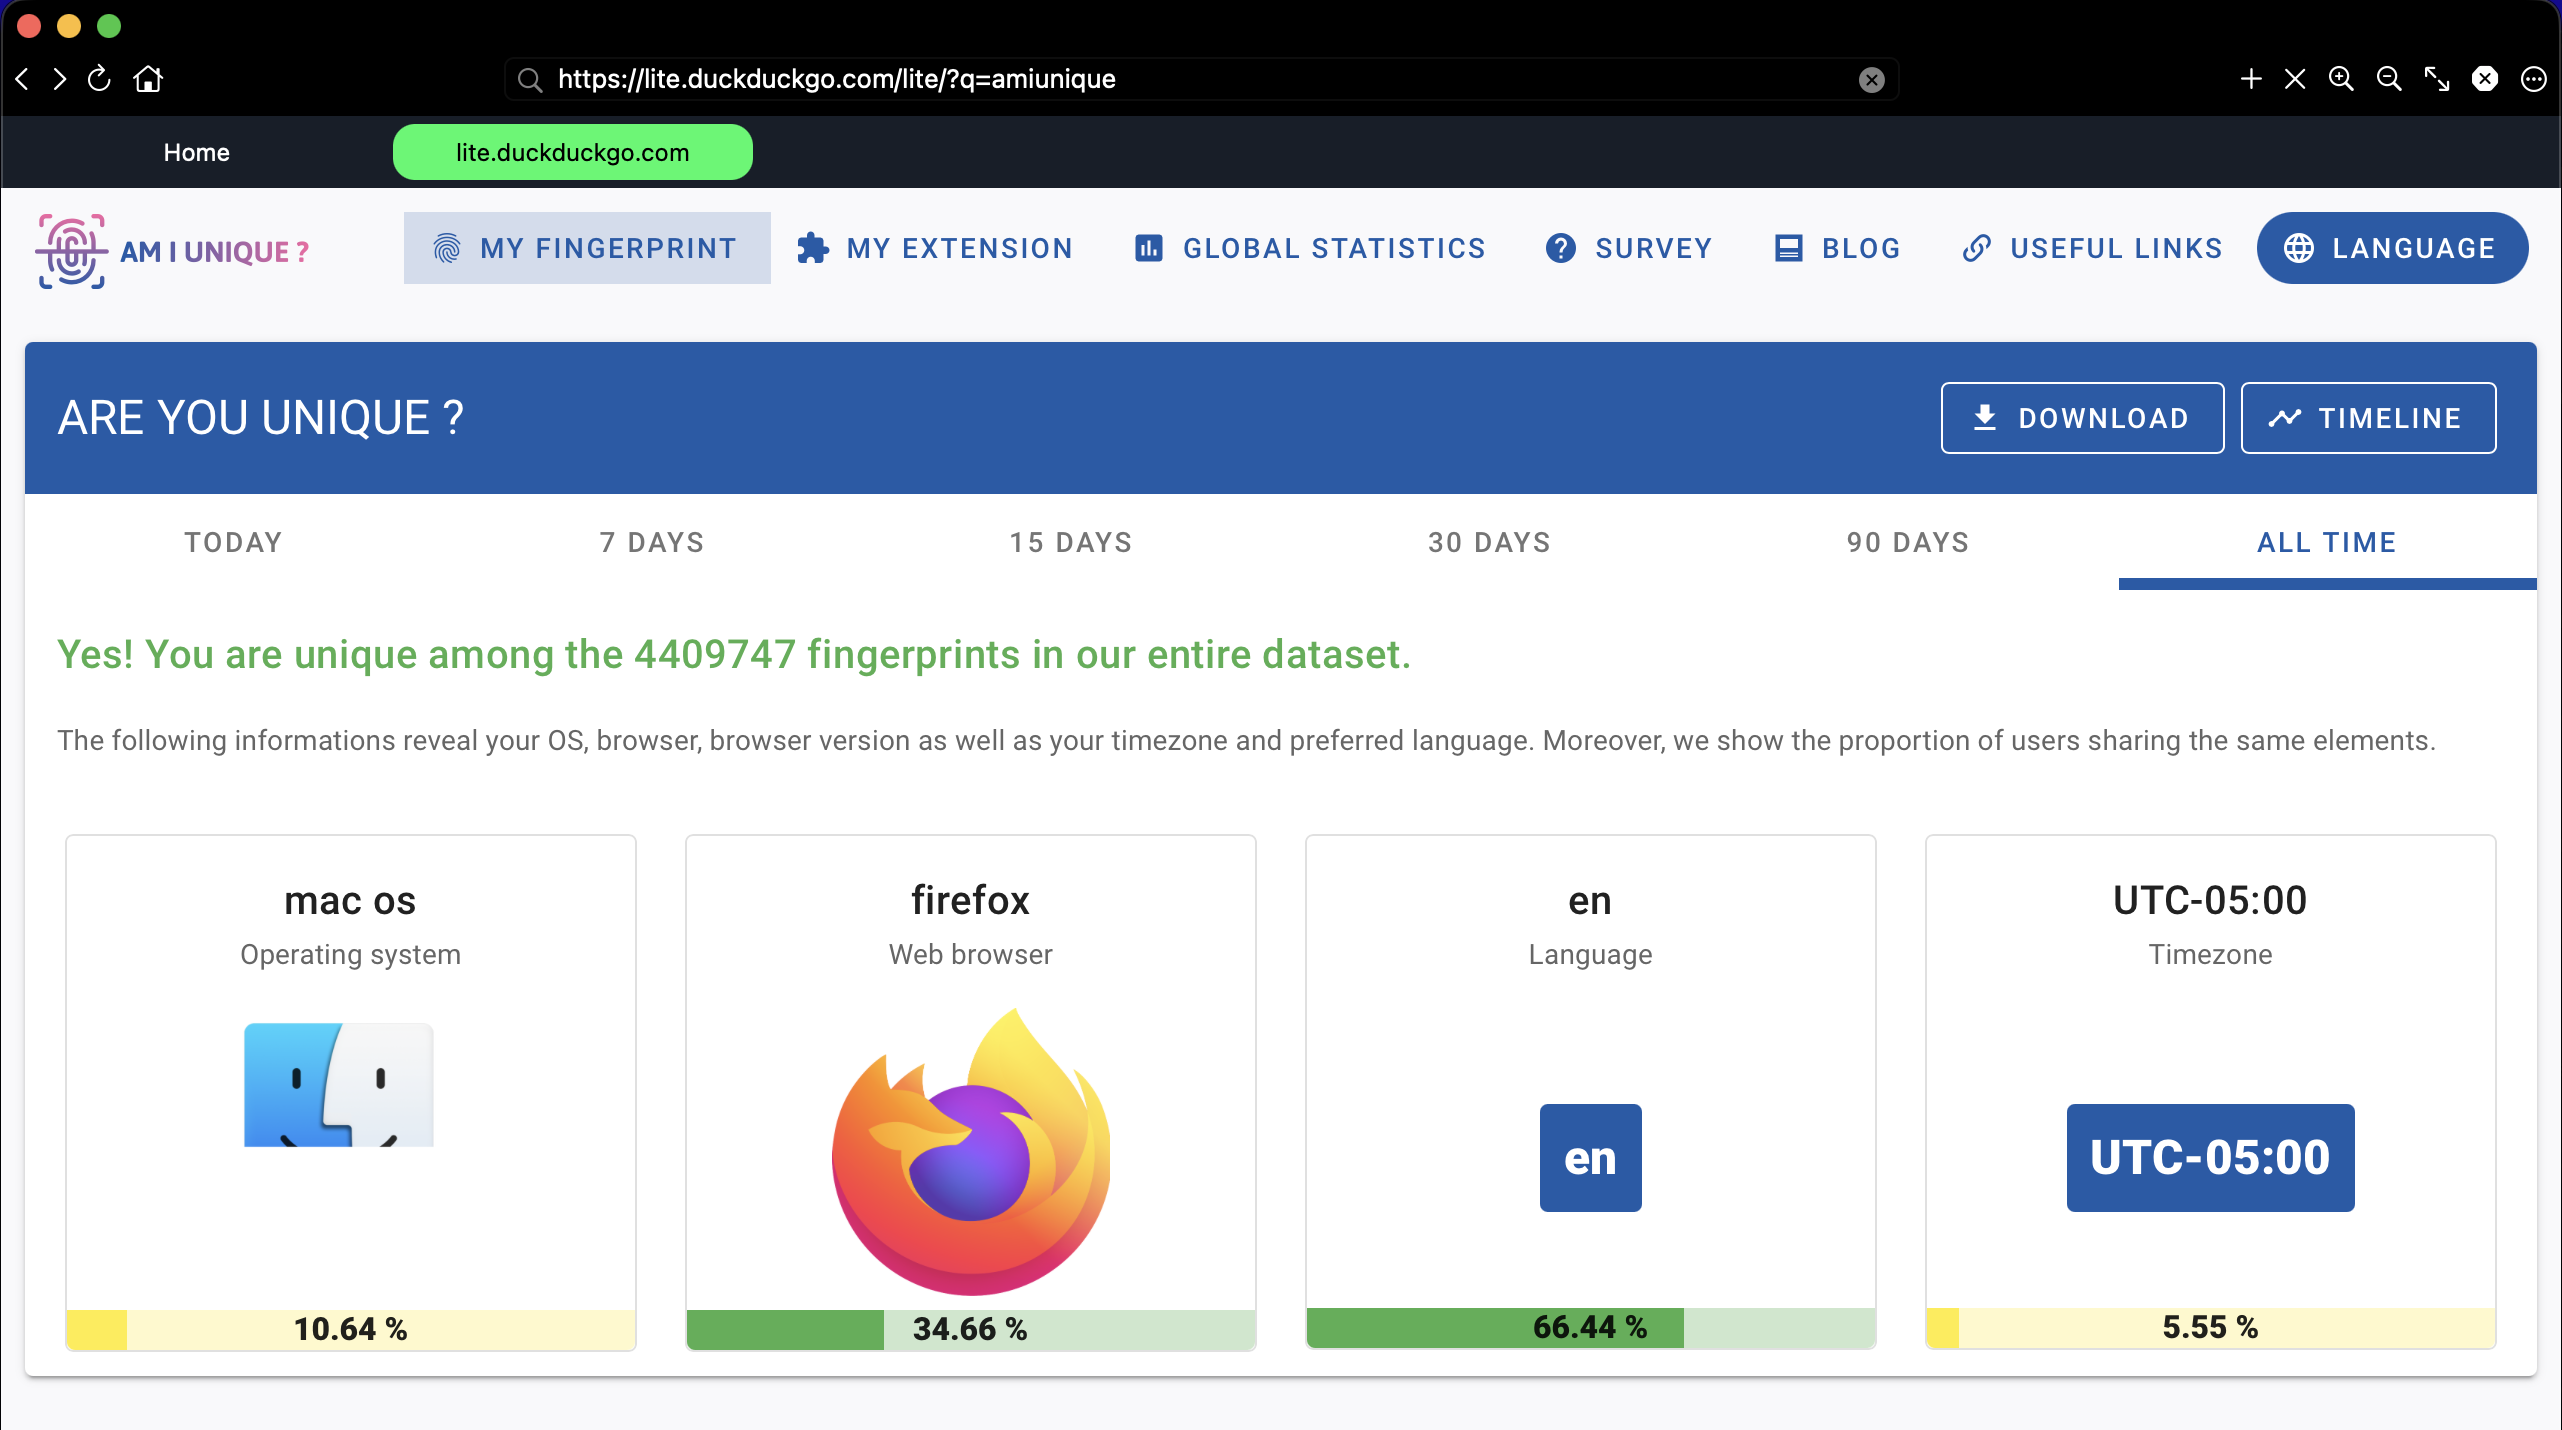 https://lite.duckduckgo.com/lite/?q=amiunique
Home
lite.duckduckgo.com
AM I UNIQUE ?
MY FINGERPRINT
MY EXTENSION
GLOBAL STATISTICS
SURVEY
BLOG
USEFUL LINKS
LANGUAGE
ARE YOU UNIQUE ?
DOWNLOAD
TIMELINE
TODAY
7 DAYS
15 DAYS
30 DAYS
90 DAYS
ALL TIME
Yes! You are unique among the 4409747 fingerprints in our entire dataset.
The following informations reveal your OS, browser, browser version as well as your timezone and preferred language. Moreover, we show the proportion of users sharing the same elements.
mac os
Operating system
10.64 %
firefox
Web browser
34.66 %
en
Language
en
66.44 %
UTC-05:00
Timezone
UTC-05:00
5.55 %